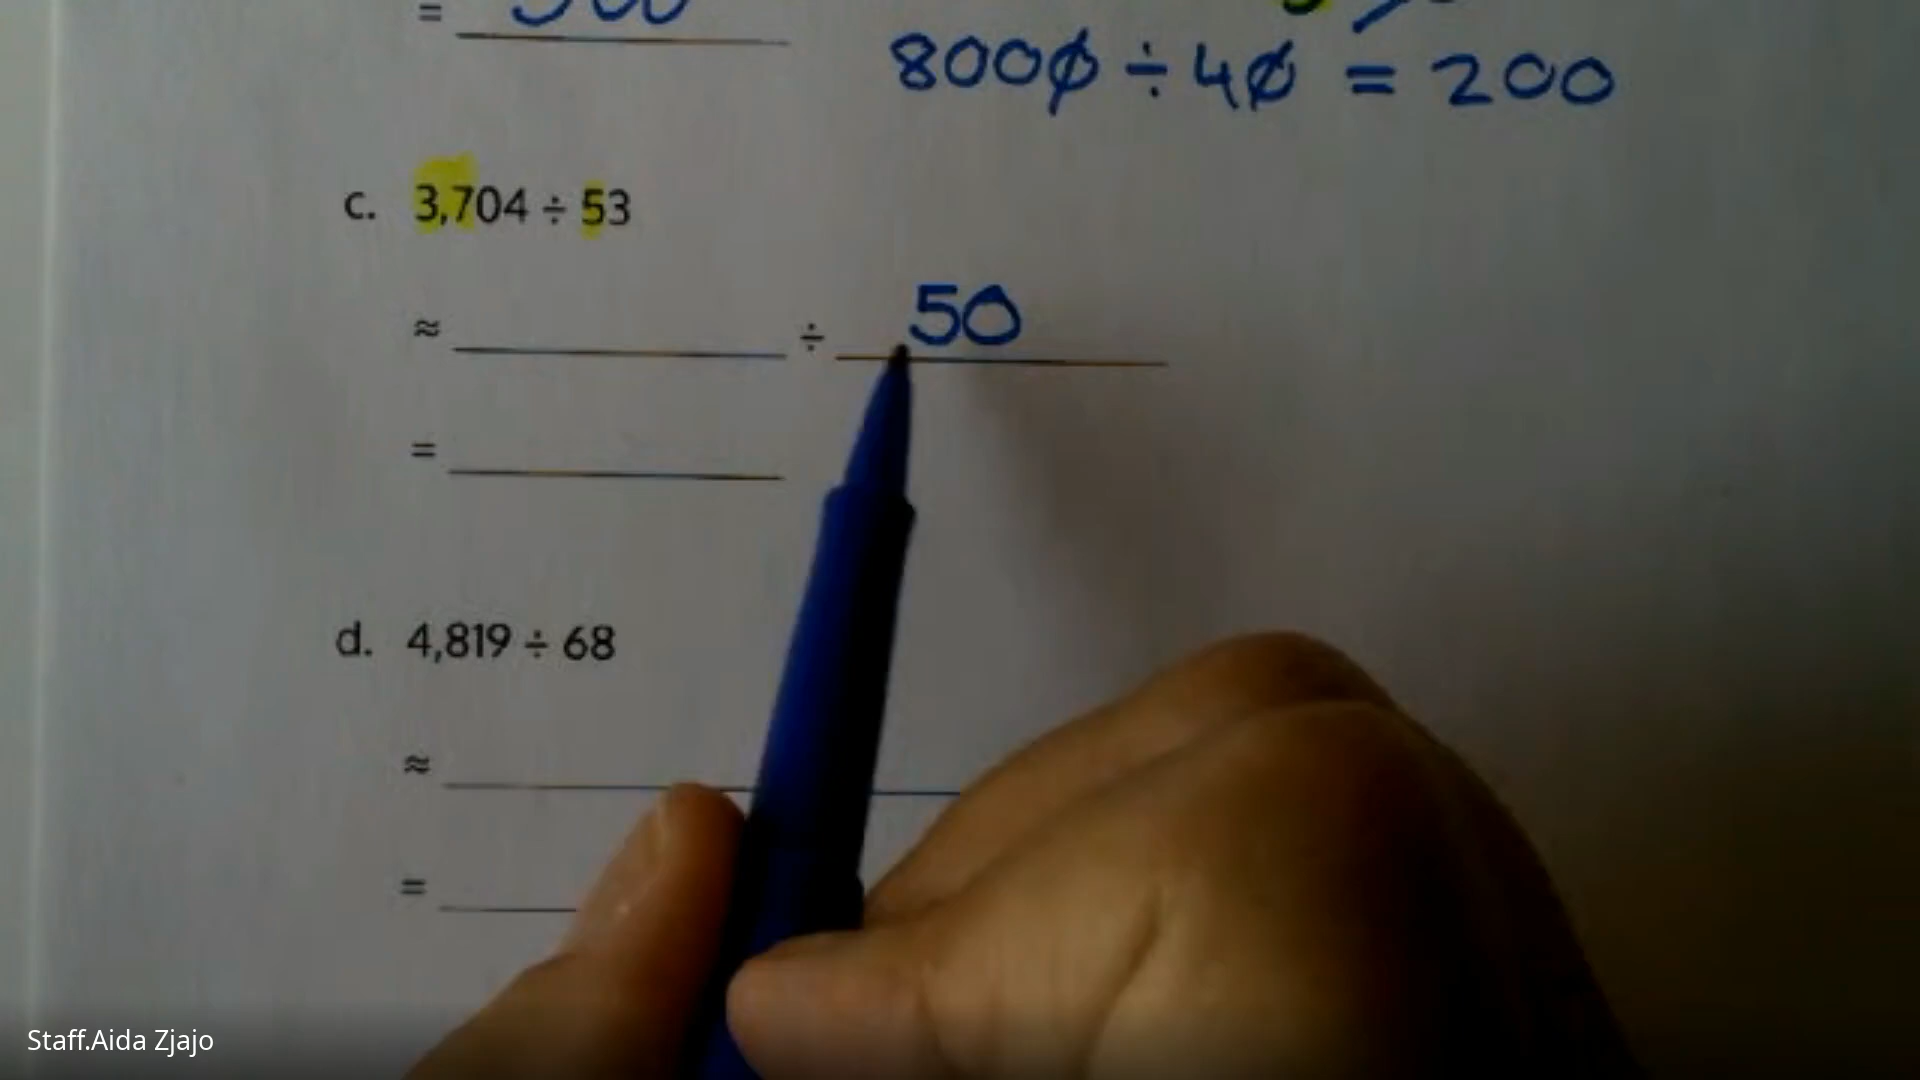 =
8000 ÷ 40 = 200
c. 3,704 ÷ 53
≈ ÷ 50
=
d. 4,819 ÷ 68
≈
=
Staff.Aida Zjajo